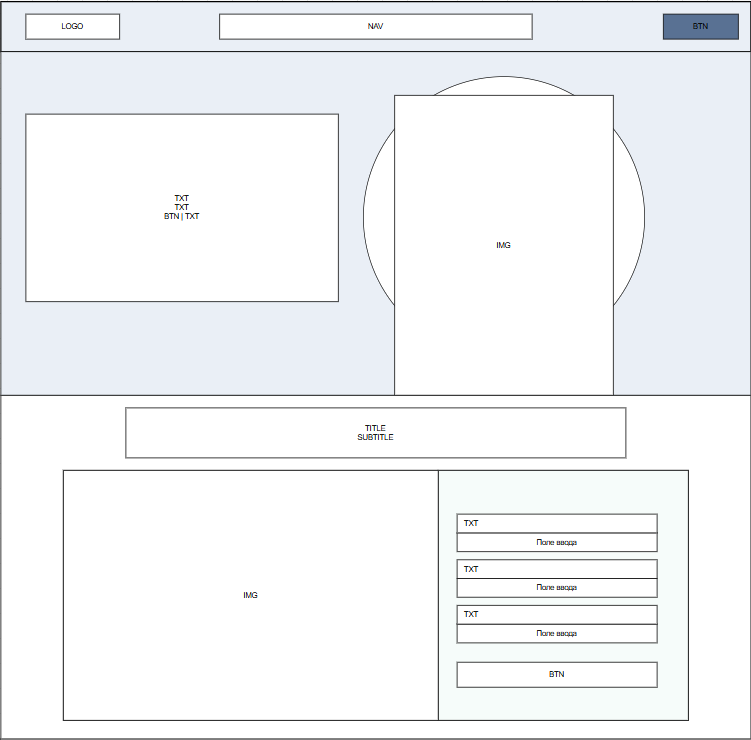 LOGO
NAV
BTN
TXT
TXT
BTN | TXT
IMG
TITLE
SUBTITLE
IMG
TXT
Поле ввода
TXT
Поле ввода
TXT
Поле ввода
BTN